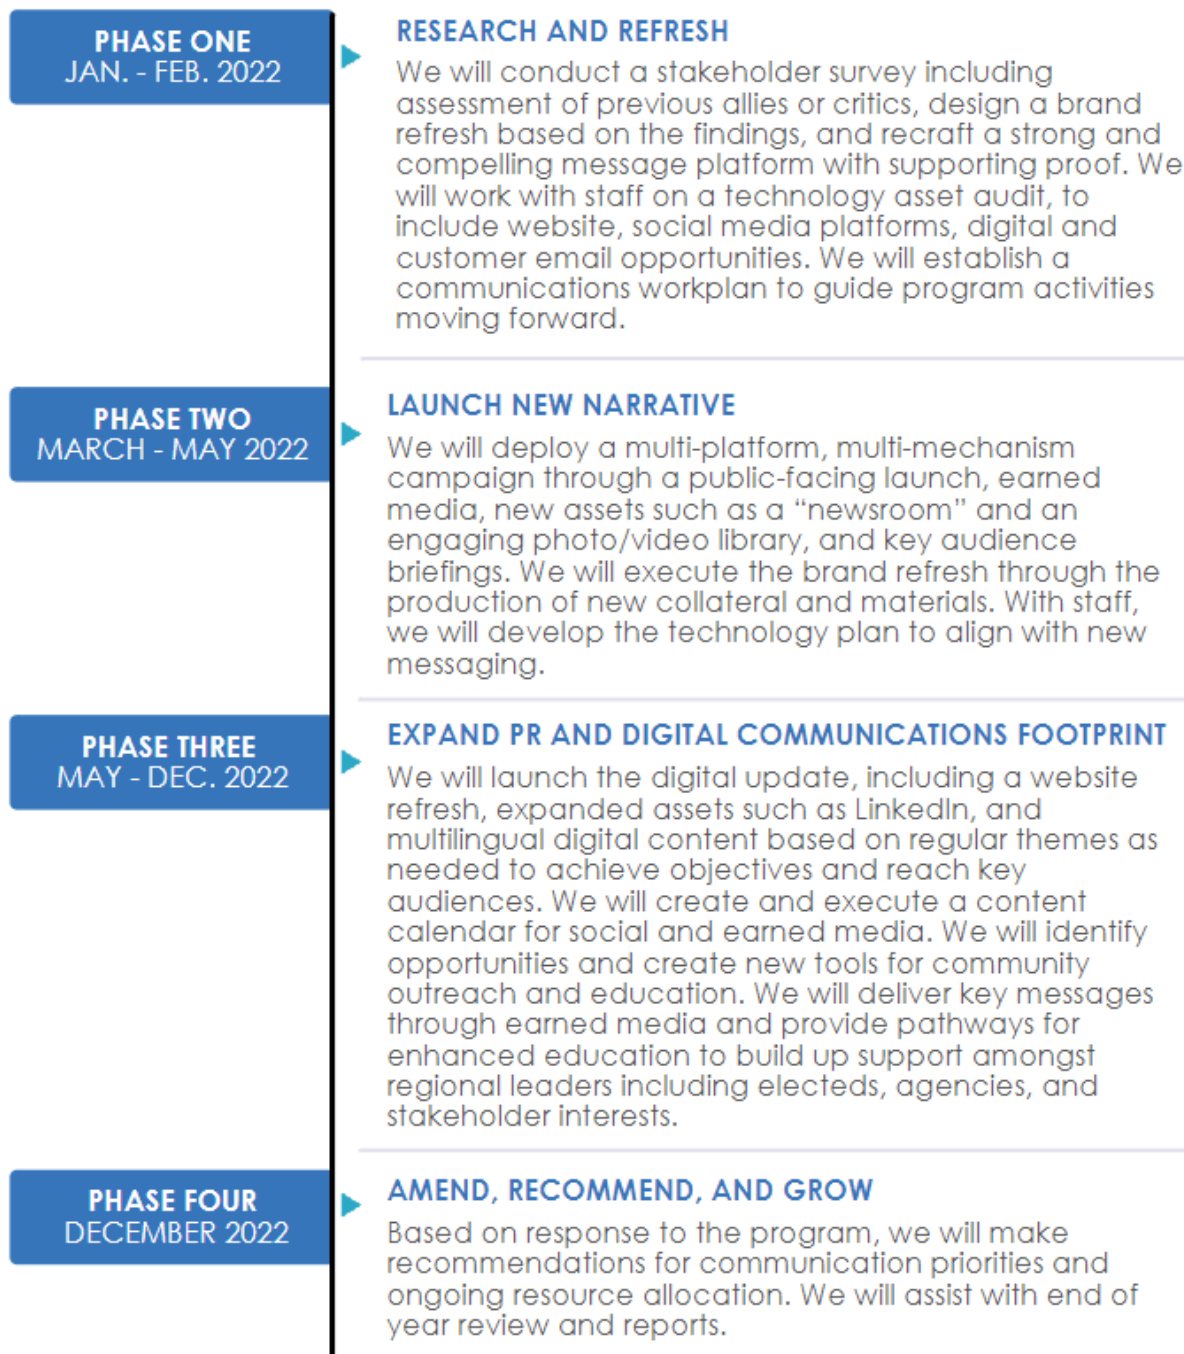 PHASE ONE
JAN. - FEB. 2022
RESEARCH AND REFRESH
We will conduct a stakeholder survey including
assessment of previous allies or critics, design a brand
refresh based on the findings, and recraft a strong and
compelling message platform with supporting proof. We
will work with staff on a technology asset audit, to
include website, social media platforms, digital and
customer email opportunities. We will establish a
communications workplan to guide program activities
moving forward.
PHASE TWO
MARCH - MAY 2022
LAUNCH NEW NARRATIVE
We will deploy a multi-platform, multi-mechanism
campaign through a public-facing launch, earned
media, new assets such as a “newsroom” and an
engaging photo/video library, and key audience
briefings. We will execute the brand refresh through the
production of new collateral and materials. With staff,
we will develop the technology plan to align with new
messaging.
PHASE THREE
MAY - DEC. 2022
EXPAND PR AND DIGITAL COMMUNICATIONS FOOTPRINT
We will launch the digital update, including a website
refresh, expanded assets such as LinkedIn, and
multilingual digital content based on regular themes as
needed to achieve objectives and reach key
audiences. We will create and execute a content
calendar for social and earned media. We will identify
opportunities and create new tools for community
outreach and education. We will deliver key messages
through earned media and provide pathways for
enhanced education to build up support amongst
regional leaders including electeds, agencies, and
stakeholder interests.
PHASE FOUR
DECEMBER 2022
AMEND, RECOMMEND, AND GROW
Based on response to the program, we will make
recommendations for communication priorities and
ongoing resource allocation. We will assist with end of
year review and reports.